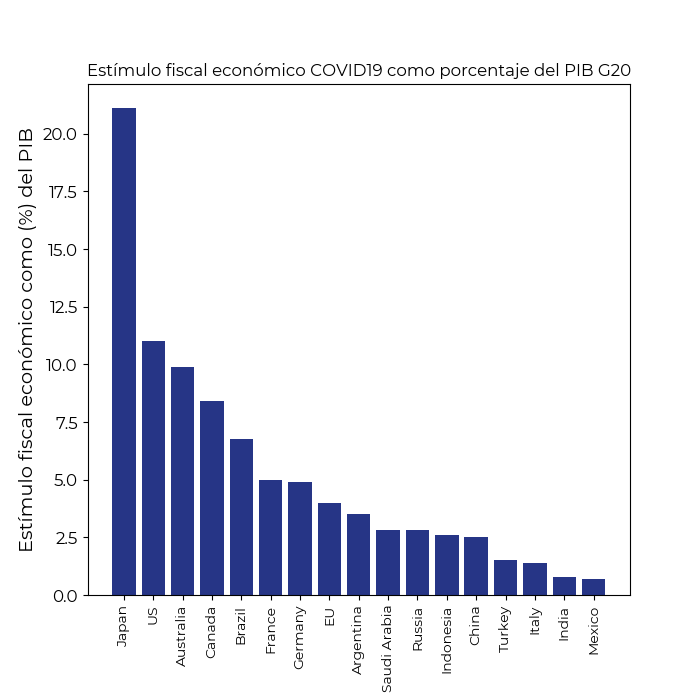 Estímulo fiscal económico COVID19 como porcentaje del PIB G20
Estímulo fiscal económico como (%) del PIB
20.0
17.5
15.0
12.5
10.0
7.5
5.0
2.5
0.0
Japan
US
Australia
Canada
Brazil
France
Germany
EU
Argentina
Saudi Arabia
Russia
Indonesia
China
Turkey
Italy
India
Mexico